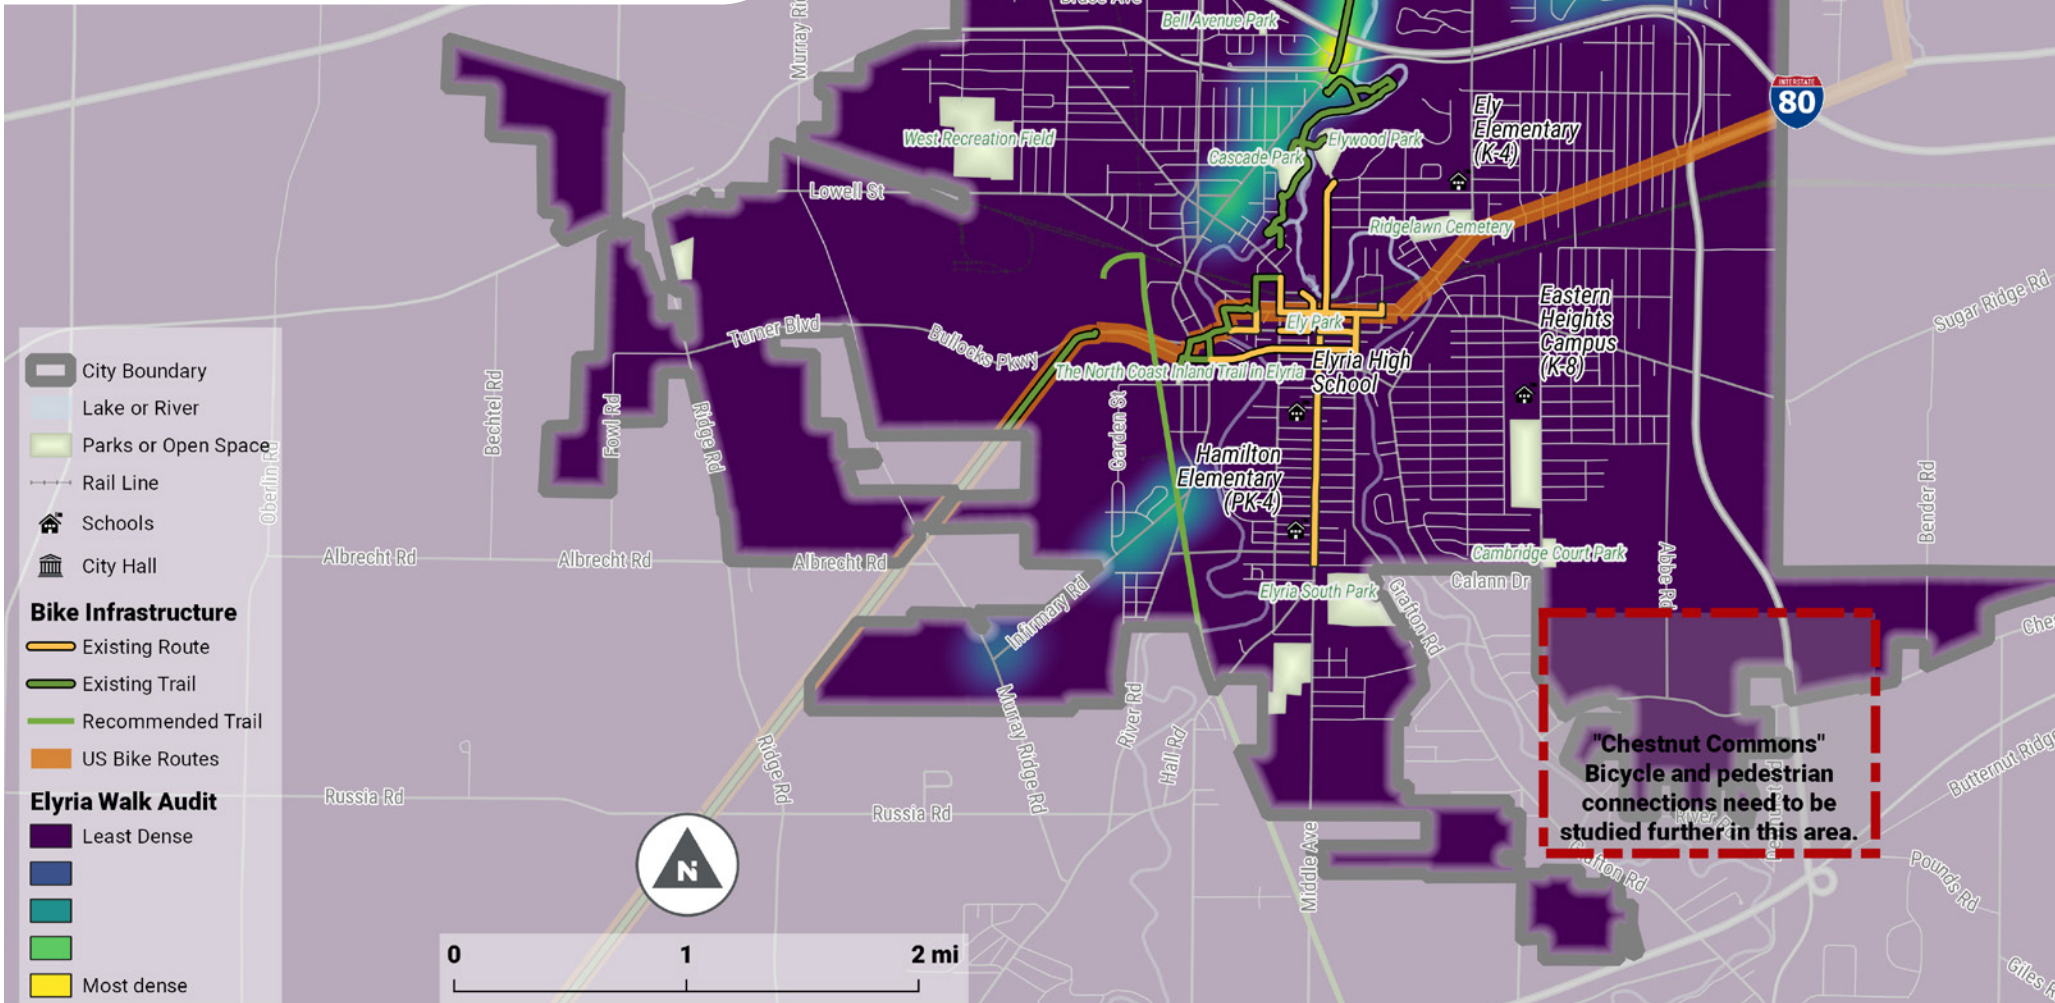 Bell Avenue Park
Murray Ri
INTERSTATE
80
Ely
Elementary
(K-4)
West Recreation Field
Elywood Park
Cascade Park
Lowell St
Ridgelawn Cemetery
Eastern
Heights
Campus
(K-8)
Sugar Ridge Rd
Turner Blvd
Bullocks Pkwy
Ely Park
The North Coast Inland Trail in Elyria
Elyria High
School
Garden St
Bechtel Rd
Fowl Rd
Ridge Rd
Hamilton
Elementary
(PK-4)
Bender Rd
Oberlin Rd
Albrecht Rd
Albrecht Rd
Albrecht Rd
Cambridge Court Park
Abbe Rd
Calann Dr
Elyria South Park
Grafton Rd
Infirmary Rd
Che
City Boundary
Lake or River
Parks or Open Space
Rail Line
Schools
City Hall
Bike Infrastructure
Existing Route
Existing Trail
Recommended Trail
US Bike Routes
Elyria Walk Audit
Least Dense
Most dense
Murray Ridge Rd
River Rd
Hall Rd
Ridge Rd
Russia Rd
Russia Rd
"Chestnut Commons"
Bicycle and pedestrian
connections need to be
studied further in this area.
Butternut Ridge
Grafton Rd
Pounds Rd
Middle Ave
Giles R
N
0 1 2 mi